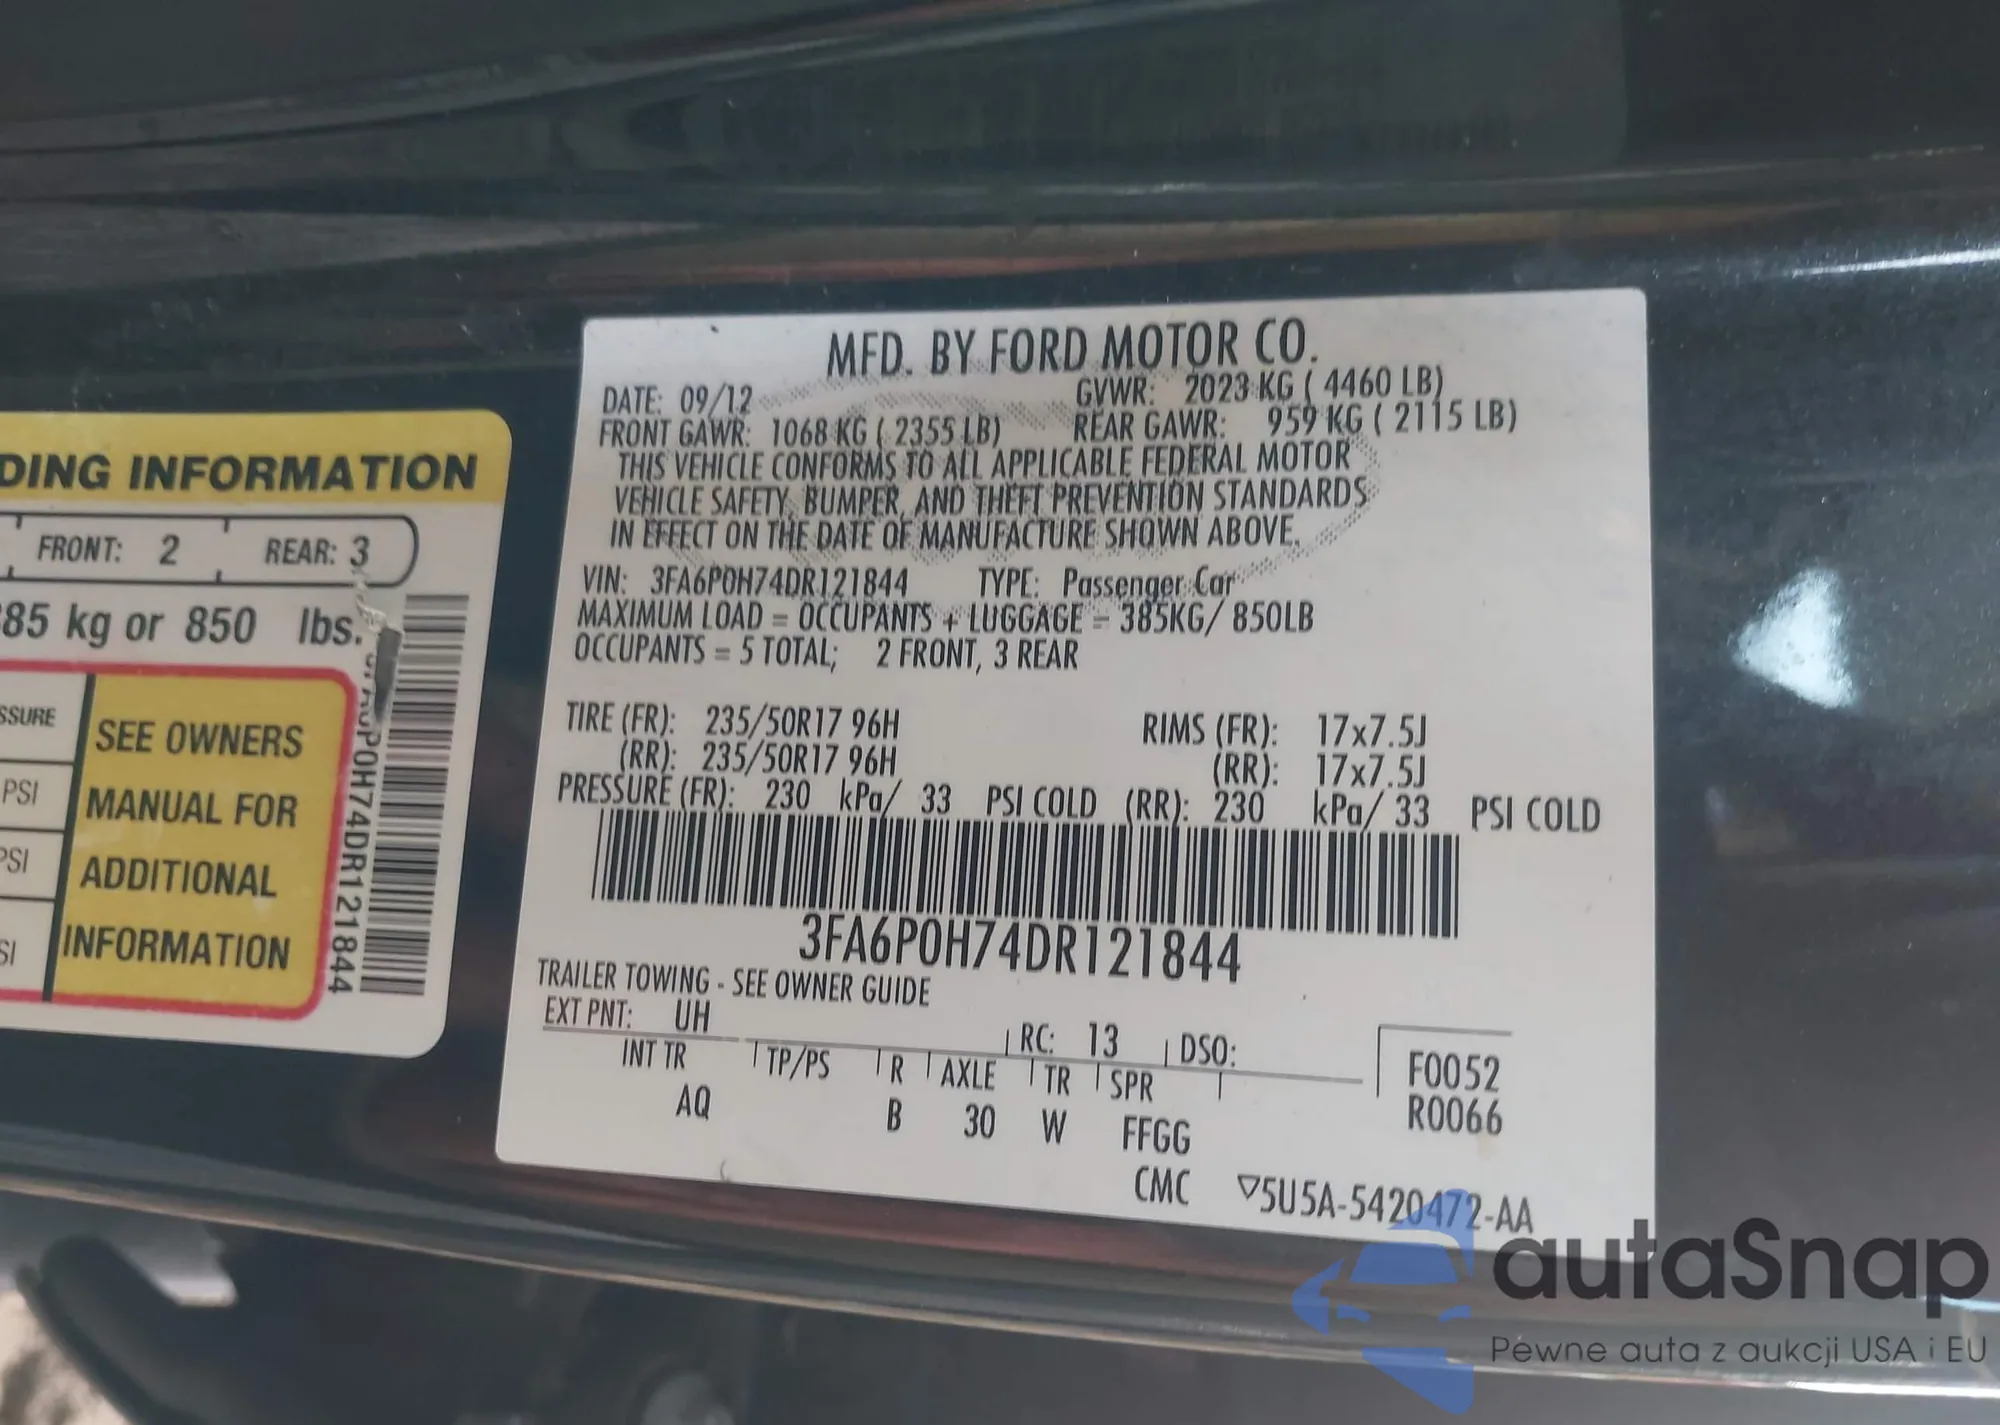 DING INFORMATION
FRONT: 2 REAR: 3
85 kg or 850 lbs.
SSURE
PSI
PSI
SI
SEE OWNERS
MANUAL FOR
ADDITIONAL
INFORMATION
P0H74DR121844
MFD. BY FORD MOTOR CO.
DATE: 09/12 GVWR: 2023 KG ( 4460 LB)
FRONT GAWR: 1068 KG ( 2355 LB) REAR GAWR: 959 KG ( 2115 LB)
THIS VEHICLE CONFORMS TO ALL APPLICABLE FEDERAL MOTOR
VEHICLE SAFETY, BUMPER, AND THEFT PREVENTION STANDARDS
IN EFFECT ON THE DATE OF MANUFACTURE SHOWN ABOVE.
VIN: 3FA6P0H74DR121844 TYPE: Passenger Car
MAXIMUM LOAD = OCCUPANTS + LUGGAGE = 385KG/ 850LB
OCCUPANTS = 5 TOTAL; 2 FRONT, 3 REAR
TIRE (FR): 235/50R17 96H RIMS (FR): 17x7.5J
(RR): 235/50R17 96H (RR): 17x7.5J
PRESSURE (FR): 230 kPa/ 33 PSI COLD (RR): 230 kPa/ 33 PSI COLD
3FA6P0H74DR121844
TRAILER TOWING - SEE OWNER GUIDE
EXT PNT: UH RC: 13 DSO:
INT TR TP/PS R AXLE TR SPR F0052
AQ B 30 W FFGG R0066
CMC ▽5U5A-5420472-AA
autaSnap
Pewne auta z aukcji USA i EU